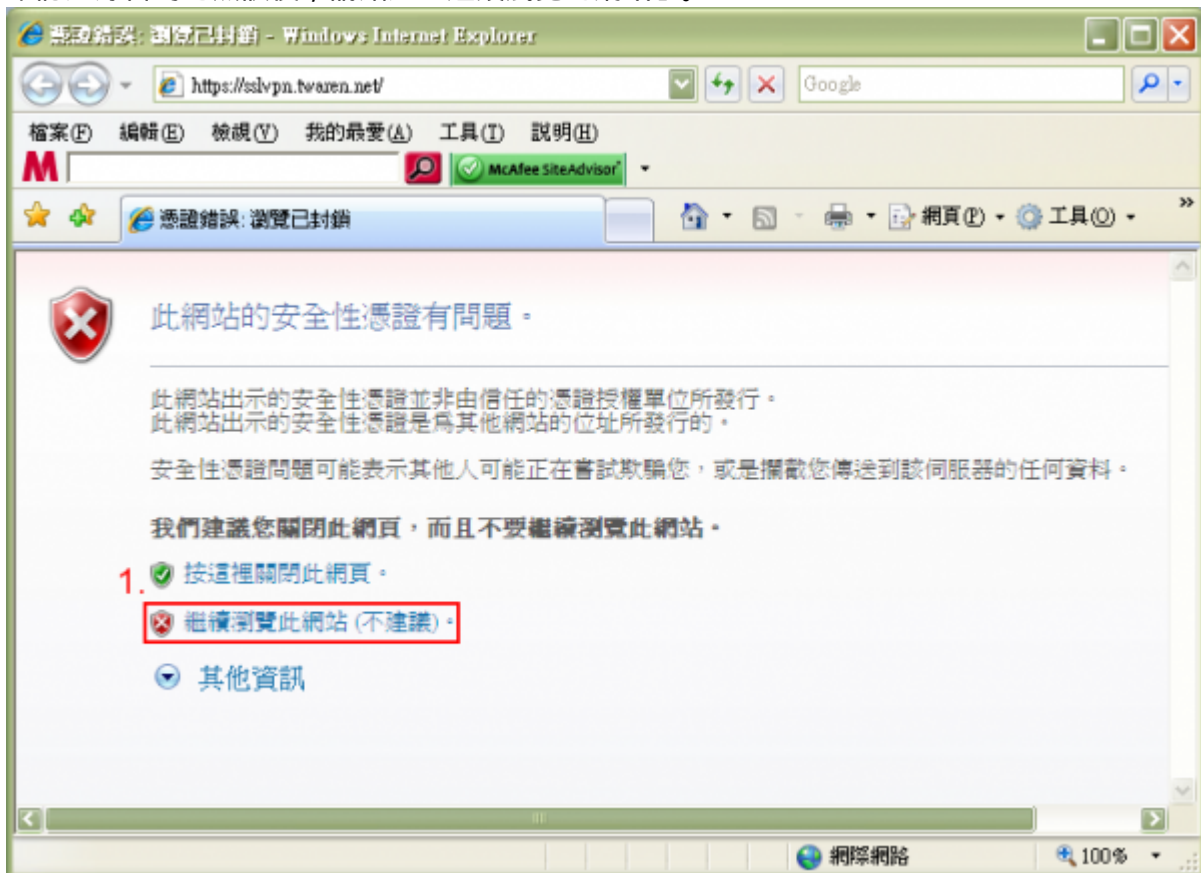 憑證錯誤: 瀏覽已封鎖 - Windows Internet Explorer
https://sslvpn.twaren.net/
Google
檔案(F) 編輯(E) 檢視(V) 我的最愛(A) 工具(T) 說明(H)
M McAfee SiteAdvisor
憑證錯誤: 瀏覽已封鎖
網頁(P) 工具(O) »
此網站的安全性憑證有問題。
此網站出示的安全性憑證並非由信任的憑證授權單位所發行。
此網站出示的安全性憑證是為其他網站的位址所發行的。
安全性憑證問題可能表示其他人可能正在嘗試欺騙您，或是攔截您傳送到該伺服器的任何資料。
我們建議您關閉此網頁，而且不要繼續瀏覽此網站。
按這裡關閉此網頁。
1.
繼續瀏覽此網站 (不建議)。
其他資訊
網際網路 100%